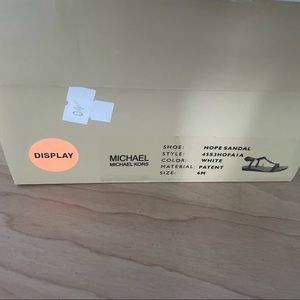 DISPLAY
MICHAEL
MICHAEL KORS
SHOE: HOPE SANDAL
STYLE: 45S3HOFA1A
COLOR: WHITE
MATERIAL: PATENT
SIZE: 6M